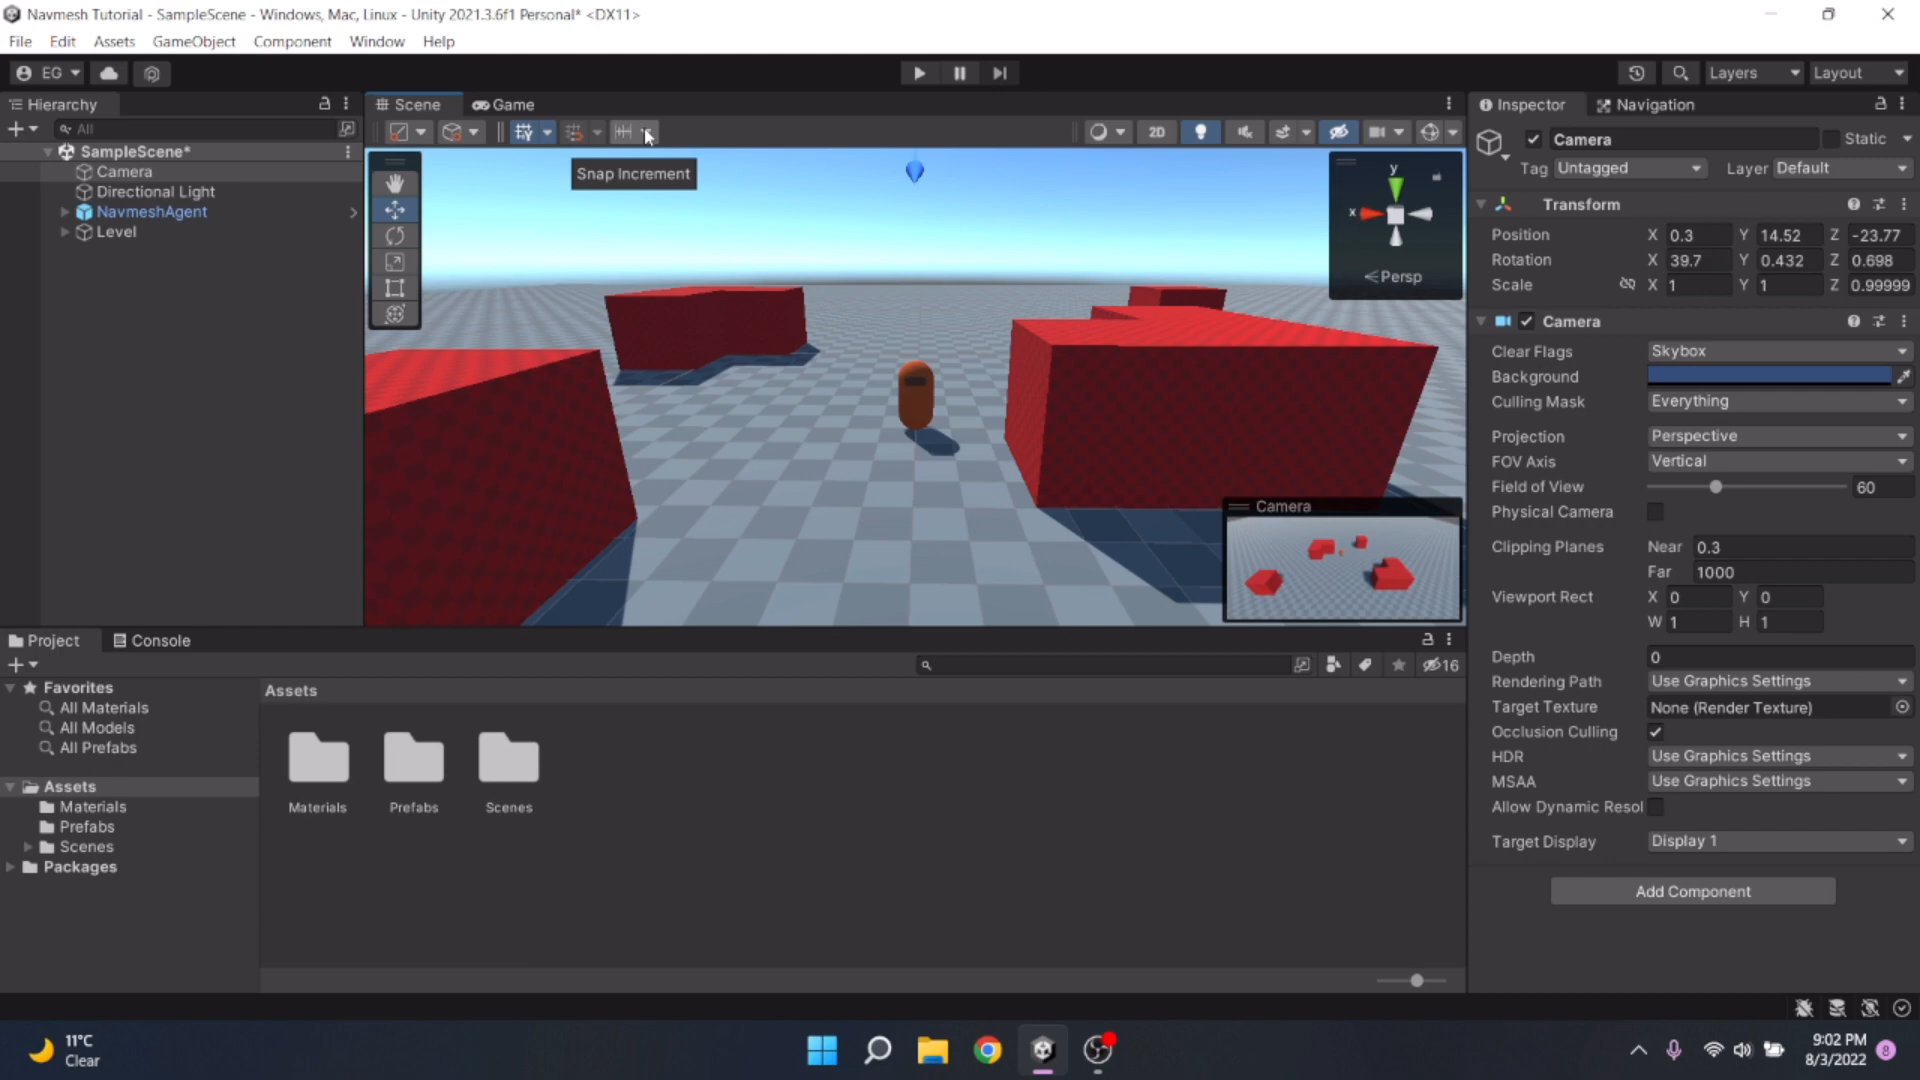 Navmesh Tutorial - SampleScene - Windows, Mac, Linux - Unity 2021.3.6f1 Personal* <DX11>
File Edit Assets GameObject Component Window Help
EG Layers Layout
Hierarchy Scene Game Inspector Navigation
All 2D
SampleScene*
Camera
Directional Light
NavmeshAgent
Level
Snap Increment
y
x
Persp
Camera
Camera Static
Tag Untagged Layer Default
Transform
Position X 0.3 Y 14.52 Z -23.77
Rotation X 39.7 Y 0.432 Z 0.698
Scale X 1 Y 1 Z 0.99999
Camera
Clear Flags Skybox
Background
Culling Mask Everything
Projection Perspective
FOV Axis Vertical
Field of View 60
Physical Camera
Clipping Planes Near 0.3
Far 1000
Viewport Rect X 0 Y 0
W 1 H 1
Depth 0
Rendering Path Use Graphics Settings
Target Texture None (Render Texture)
Occlusion Culling
HDR Use Graphics Settings
MSAA Use Graphics Settings
Allow Dynamic Resol
Target Display Display 1
Add Component
Project Console
16
Favorites
All Materials
All Models
All Prefabs
Assets
Materials
Prefabs
Scenes
Packages
Assets
Materials Prefabs Scenes
11°C
Clear
9:02 PM
8/3/2022
8